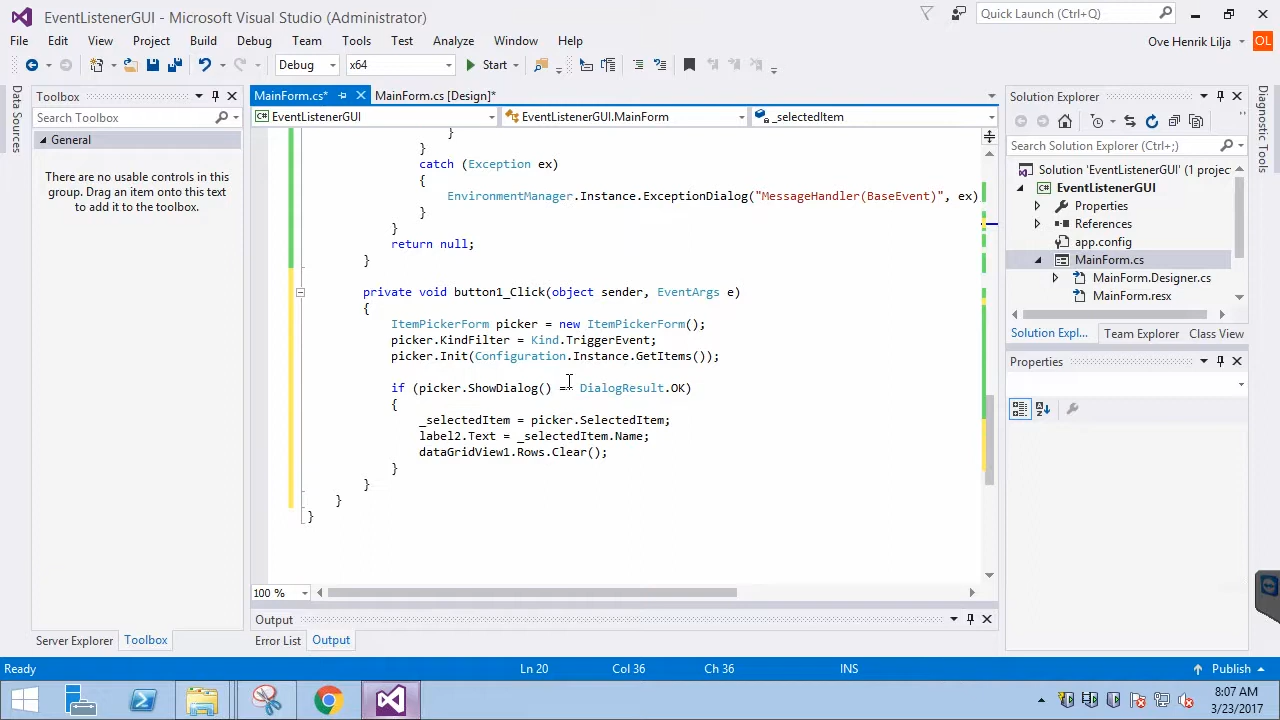 EventListenerGUI - Microsoft Visual Studio (Administrator)
Quick Launch (Ctrl+Q)
File Edit View Project Build Debug Team Tools Test Analyze Window Help
Ove Henrik Lilja OL
Debug x64 Start
Data Sources
Toolbox
Search Toolbox
General
There are no usable controls in this
group. Drag an item onto this text
to add it to the toolbox.
Server Explorer Toolbox
MainForm.cs* MainForm.cs [Design]*
EventListenerGUI EventListenerGUI.MainForm _selectedItem
}
}
catch (Exception ex)
{
EnvironmentManager.Instance.ExceptionDialog("MessageHandler(BaseEvent)", ex)
}
}
return null;
}
private void button1_Click(object sender, EventArgs e)
{
ItemPickerForm picker = new ItemPickerForm();
picker.KindFilter = Kind.TriggerEvent;
picker.Init(Configuration.Instance.GetItems());
if (picker.ShowDialog() == DialogResult.OK)
{
_selectedItem = picker.SelectedItem;
label2.Text = _selectedItem.Name;
dataGridView1.Rows.Clear();
}
}
}
}
100 %
Output
Error List Output
Solution Explorer
Search Solution Explorer (Ctrl+;)
Solution 'EventListenerGUI' (1 projec
EventListenerGUI
Properties
References
app.config
MainForm.cs
MainForm.Designer.cs
MainForm.resx
Solution Expl... Team Explorer Class View
Properties
Diagnostic Tools
Ready Ln 20 Col 36 Ch 36 INS Publish
8:07 AM
3/23/2017